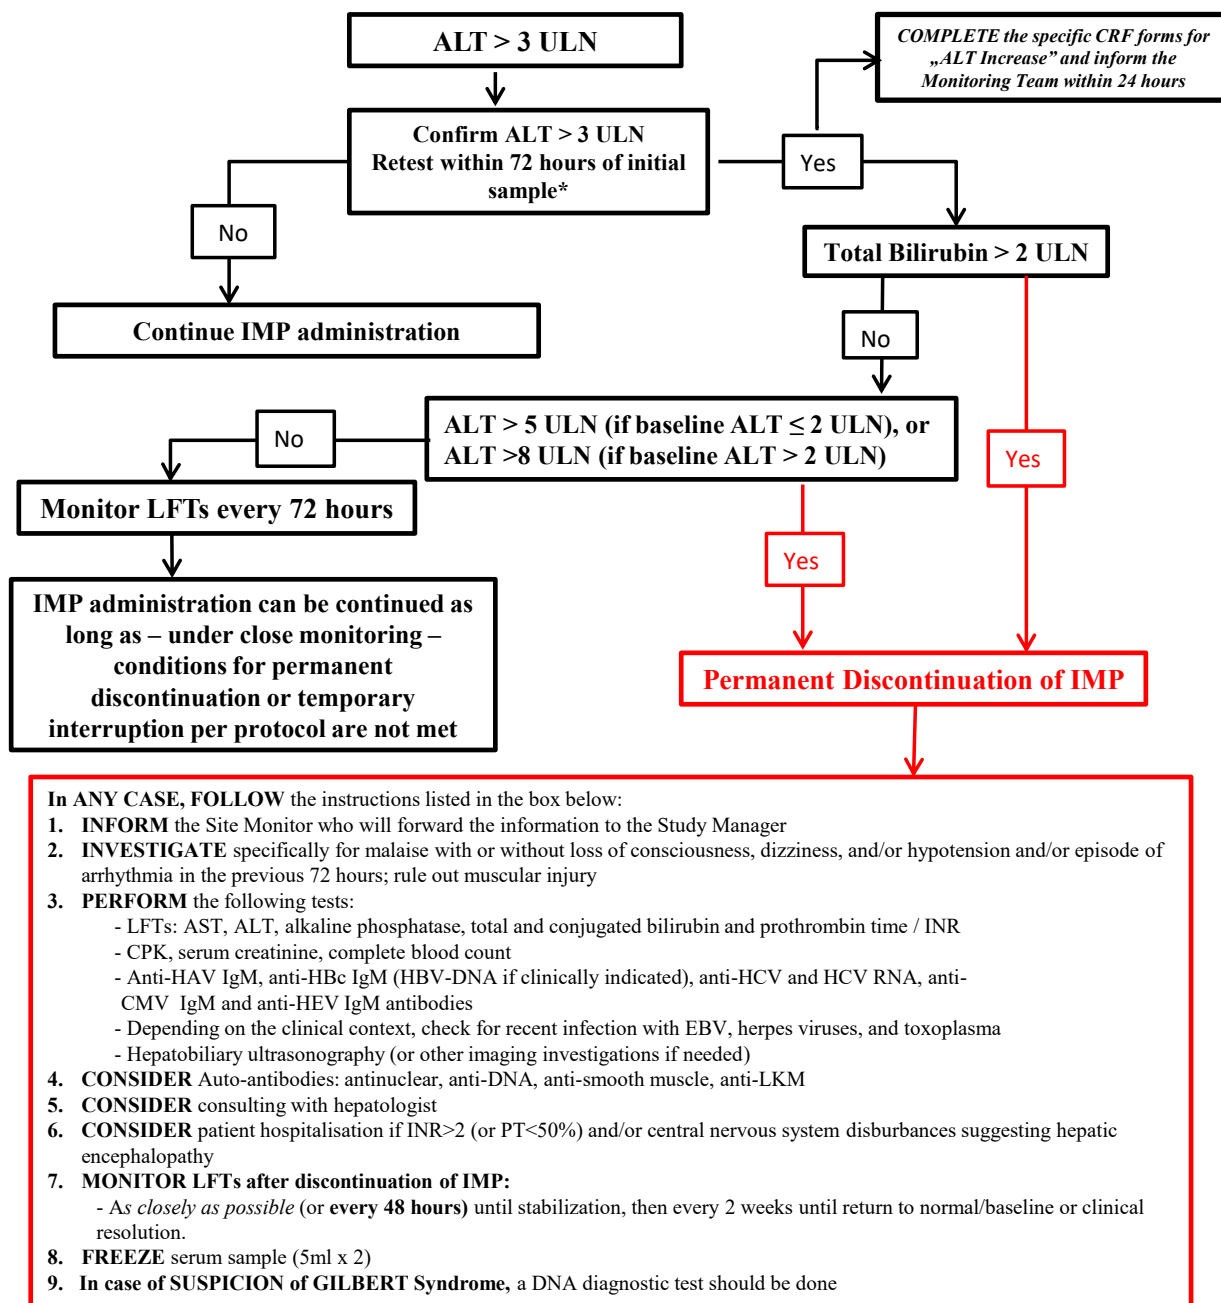 ALT > 3 ULN
COMPLETE the specific CRF forms for
„ALT Increase” and inform the
Monitoring Team within 24 hours
Confirm ALT > 3 ULN
Retest within 72 hours of initial
sample*
Yes
No
Total Bilirubin > 2 ULN
Continue IMP administration
No
ALT > 5 ULN (if baseline ALT ≤ 2 ULN), or
ALT >8 ULN (if baseline ALT > 2 ULN)
No
Yes
Monitor LFTs every 72 hours
Yes
IMP administration can be continued as
long as – under close monitoring –
conditions for permanent
discontinuation or temporary
interruption per protocol are not met
Permanent Discontinuation of IMP
In ANY CASE, FOLLOW the instructions listed in the box below:
1. INFORM the Site Monitor who will forward the information to the Study Manager
2. INVESTIGATE specifically for malaise with or without loss of consciousness, dizziness, and/or hypotension and/or episode of
arrhythmia in the previous 72 hours; rule out muscular injury
3. PERFORM the following tests:
- LFTs: AST, ALT, alkaline phosphatase, total and conjugated bilirubin and prothrombin time / INR
- CPK, serum creatinine, complete blood count
- Anti-HAV IgM, anti-HBc IgM (HBV-DNA if clinically indicated), anti-HCV and HCV RNA, anti-
CMV IgM and anti-HEV IgM antibodies
- Depending on the clinical context, check for recent infection with EBV, herpes viruses, and toxoplasma
- Hepatobiliary ultrasonography (or other imaging investigations if needed)
4. CONSIDER Auto-antibodies: antinuclear, anti-DNA, anti-smooth muscle, anti-LKM
5. CONSIDER consulting with hepatologist
6. CONSIDER patient hospitalisation if INR>2 (or PT<50%) and/or central nervous system disburbances suggesting hepatic
encephalopathy
7. MONITOR LFTs after discontinuation of IMP:
- As closely as possible (or every 48 hours) until stabilization, then every 2 weeks until return to normal/baseline or clinical
resolution.
8. FREEZE serum sample (5ml x 2)
9. In case of SUSPICION of GILBERT Syndrome, a DNA diagnostic test should be done